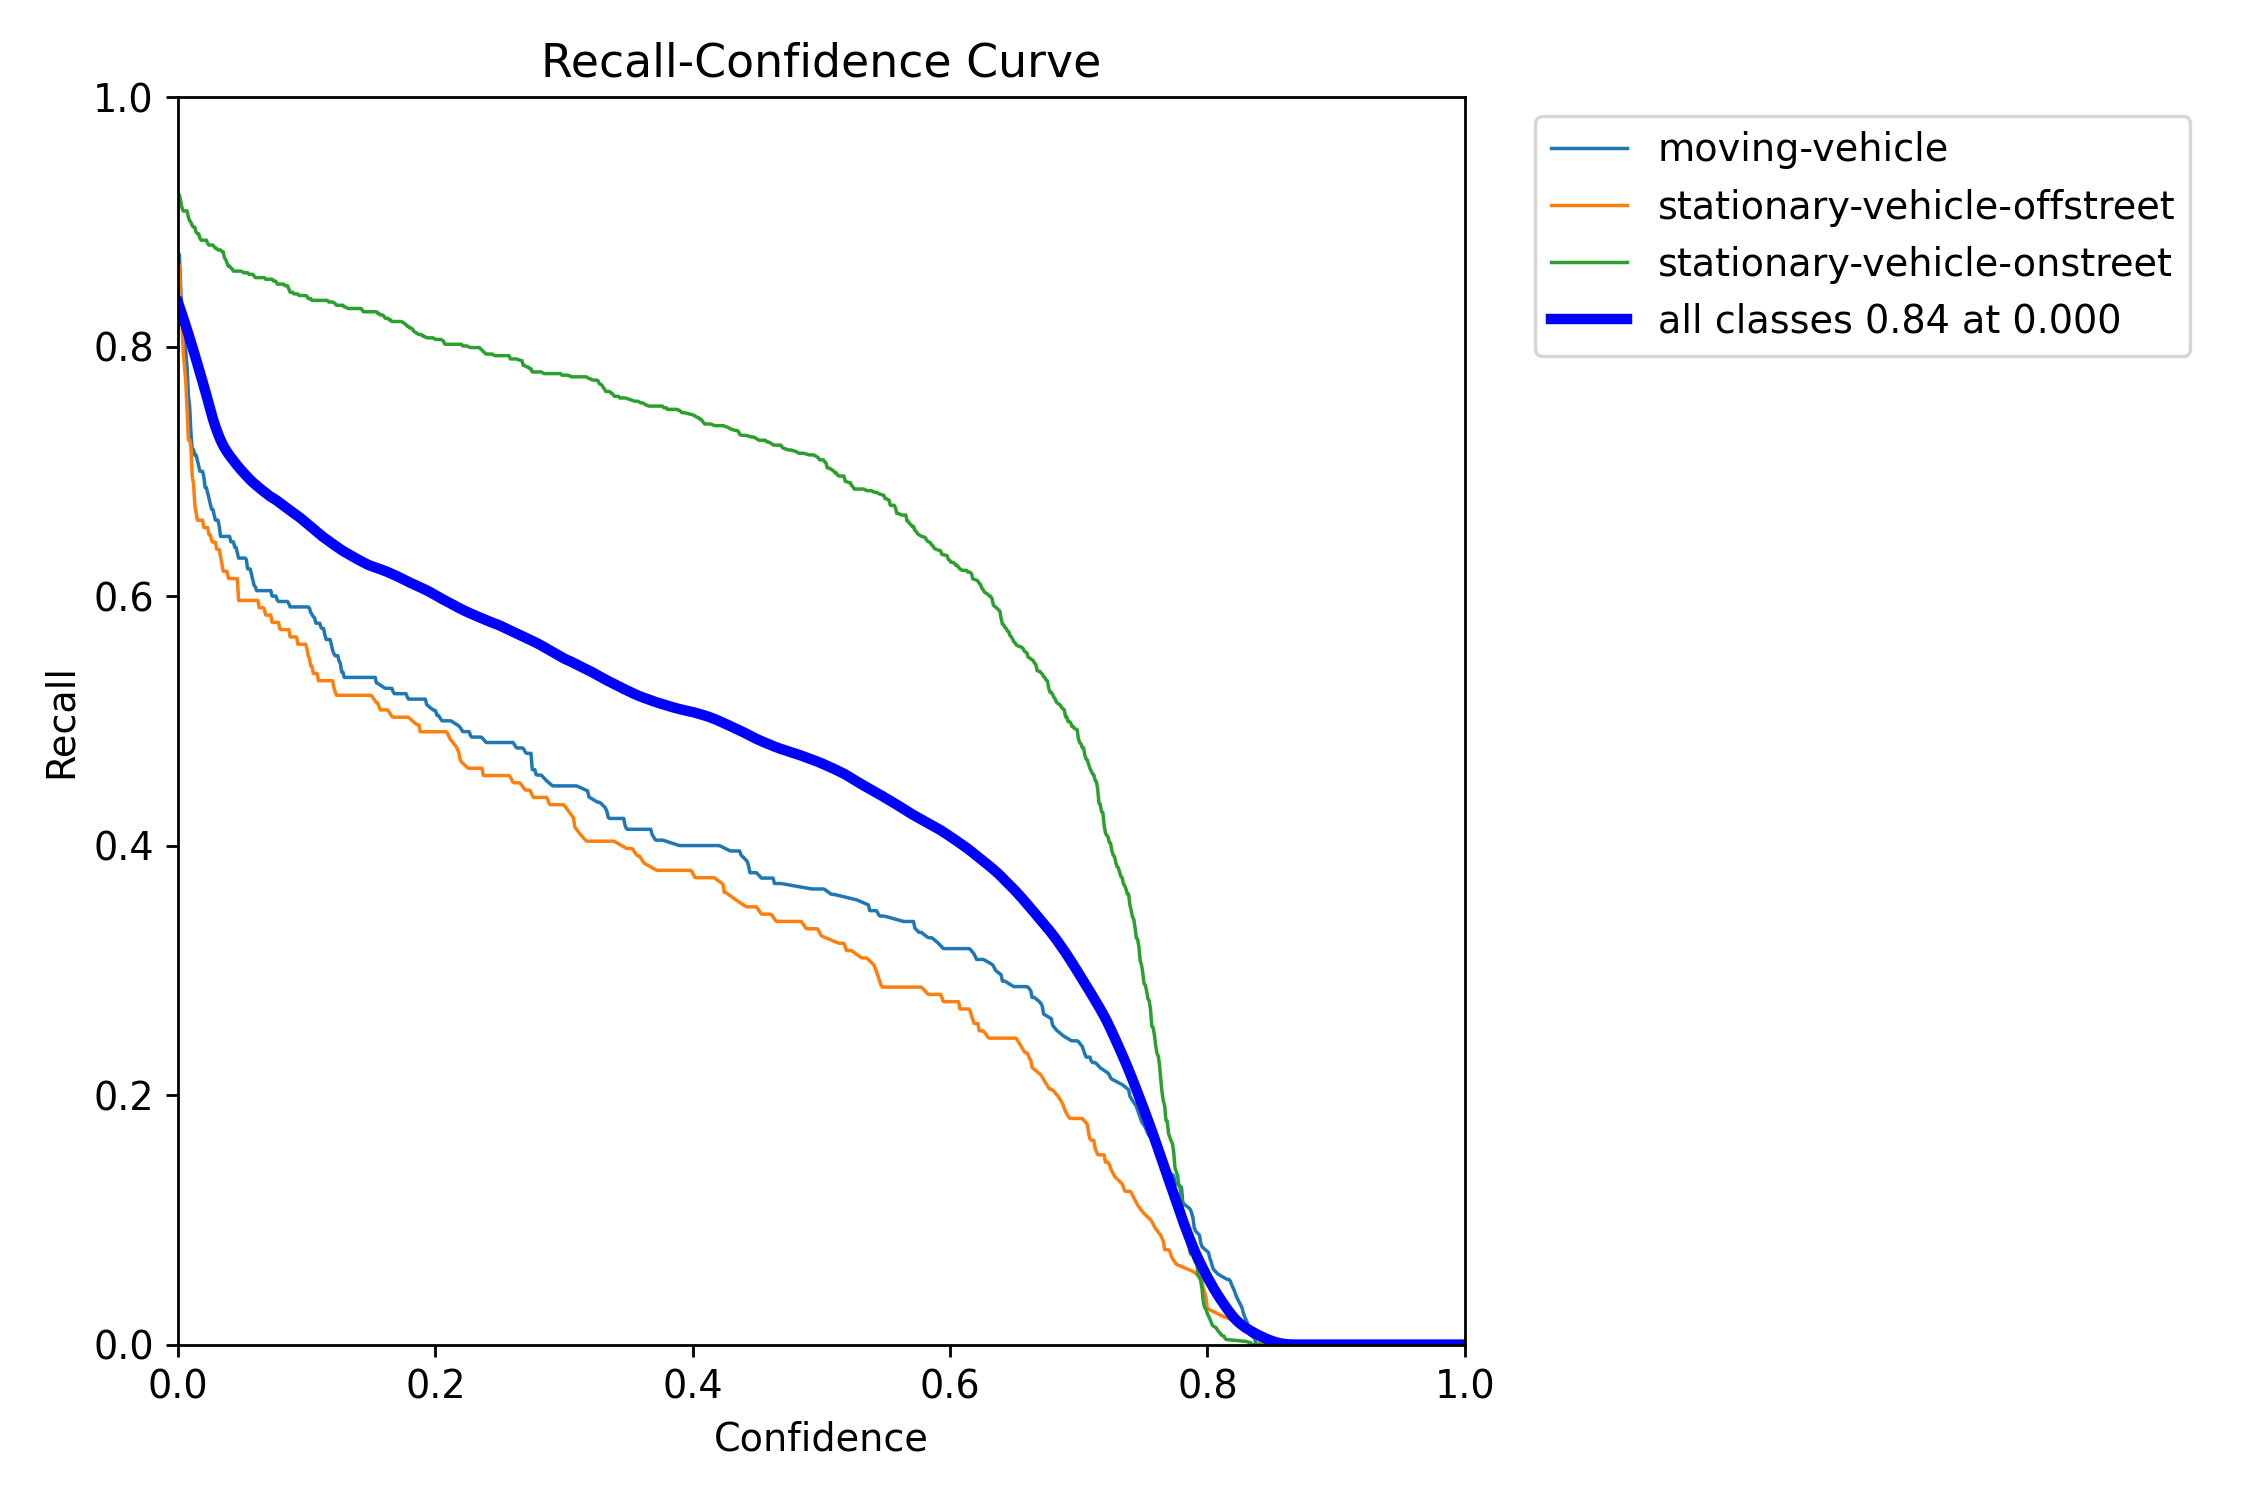 Recall-Confidence Curve
1.0
0.8
0.6
0.4
0.2
0.0
Recall
0.0 0.2 0.4 0.6 0.8 1.0
Confidence
moving-vehicle
stationary-vehicle-offstreet
stationary-vehicle-onstreet
all classes 0.84 at 0.000